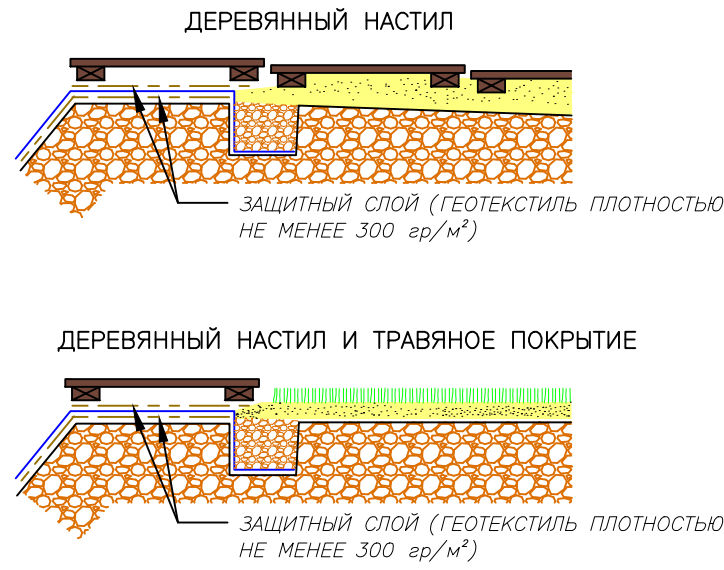 ДЕРЕВЯННЫЙ НАСТИЛ
ЗАЩИТНЫЙ СЛОЙ (ГЕОТЕКСТИЛЬ ПЛОТНОСТЬЮ
НЕ МЕНЕЕ 300 гр/м²)
ДЕРЕВЯННЫЙ НАСТИЛ И ТРАВЯНОЕ ПОКРЫТИЕ
ЗАЩИТНЫЙ СЛОЙ (ГЕОТЕКСТИЛЬ ПЛОТНОСТЬЮ
НЕ МЕНЕЕ 300 гр/м²)